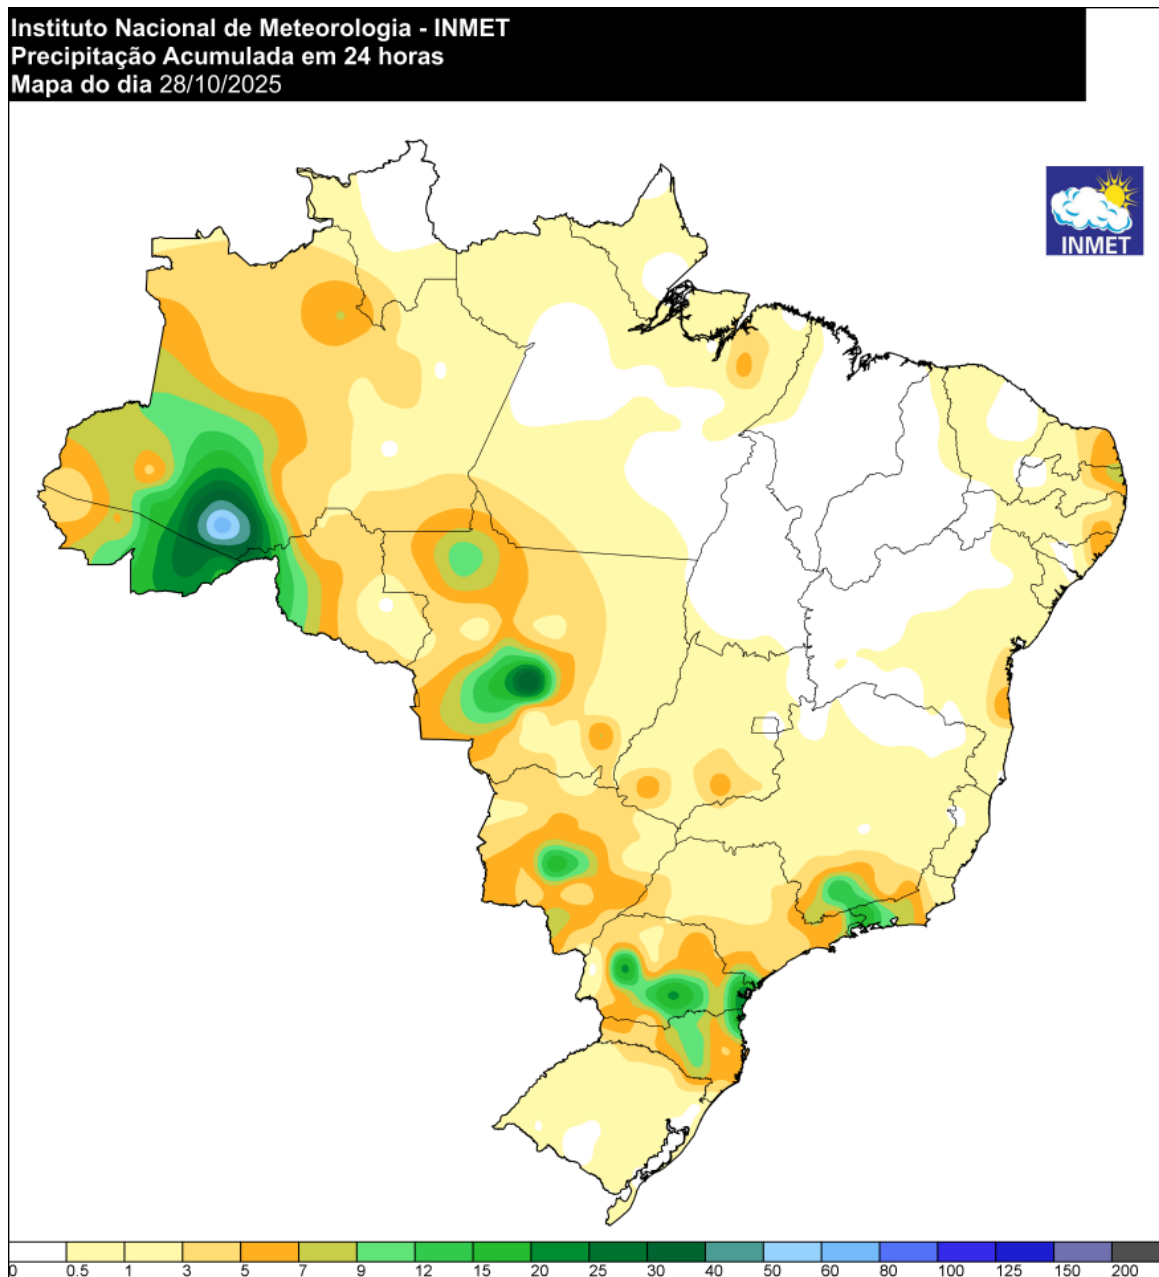 Instituto Nacional de Meteorologia - INMET
Precipitação Acumulada em 24 horas
Mapa do dia 28/10/2025
INMET
0 0.5 1 3 5 7 9 12 15 20 25 30 40 50 60 80 100 125 150 200